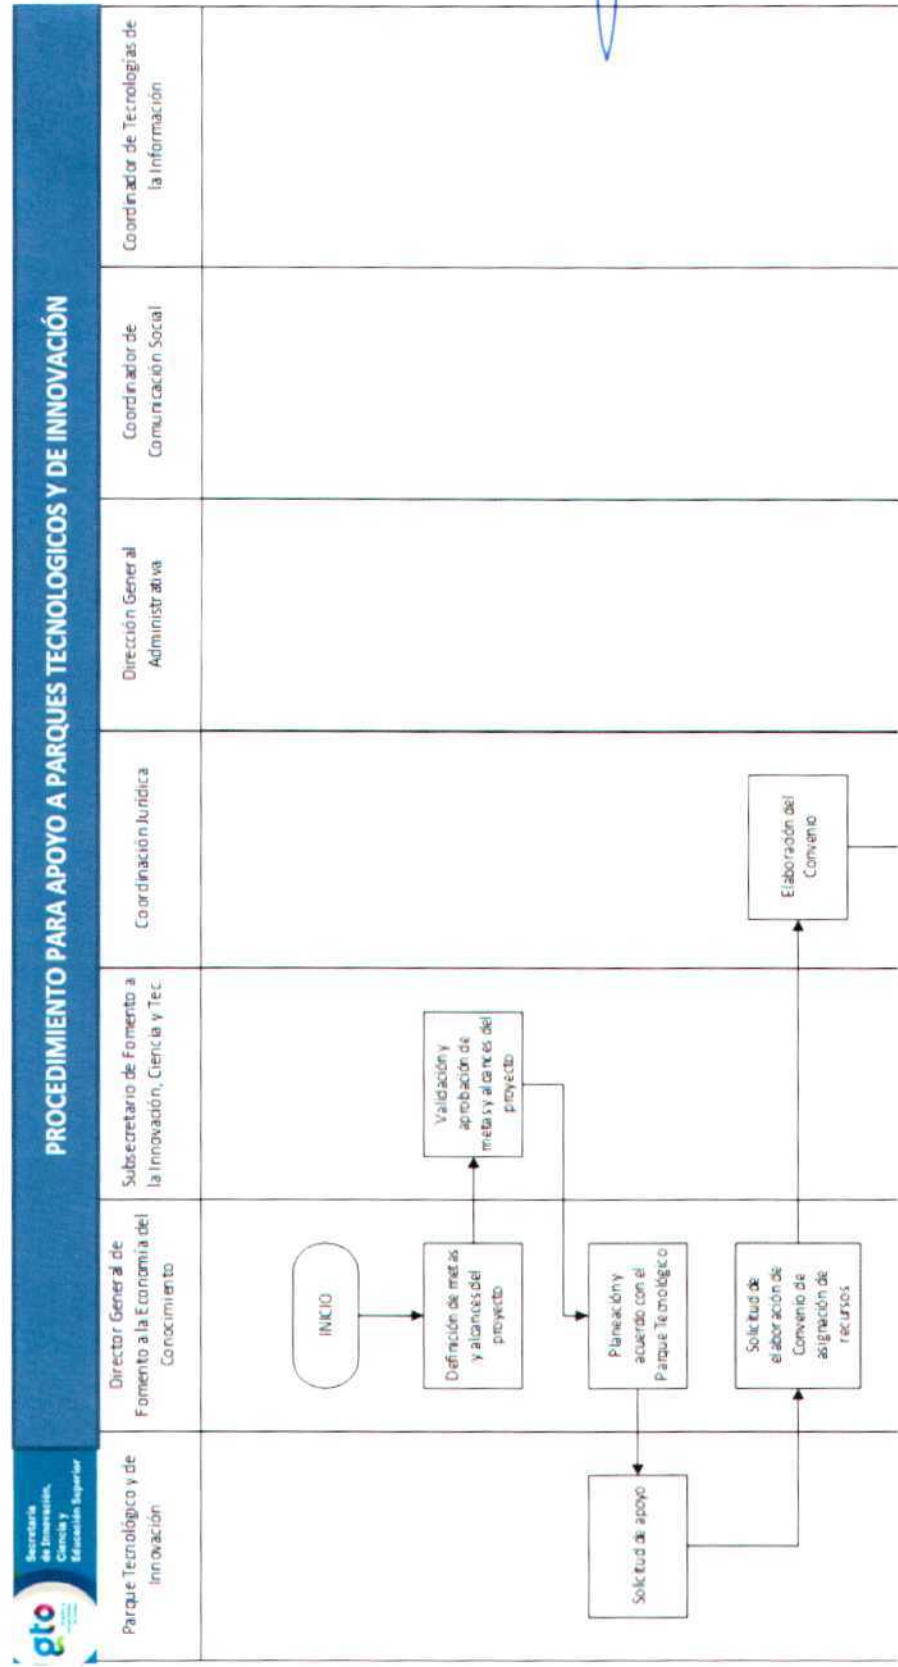 gto
Secretaría
de Innovación,
Ciencia y
Educación Superior
PROCEDIMIENTO PARA APOYO A PARQUES TECNOLOGICOS Y DE INNOVACIÓN
Parque Tecnológico y de
Innovación
Director General de
Fomento a la Economía del
Conocimiento
Subsecretario de Fomento a
la Innovación, Ciencia y Tec.
Coordinación Jurídica
Dirección General
Administrativa
Coordinador de
Comunicación Social
Coordinador de Tecnologías de
la Información
INICIO
Definición de metas
y alcances del
proyecto
Validación y
aprobación de
metas y alcances del
proyecto
Planeación y
acuerdo con el
Parque Tecnológico
Solicitud de apoyo
Solicitud de
elaboración de
Convenio de
asignación de
recursos
Elaboración del
Convenio